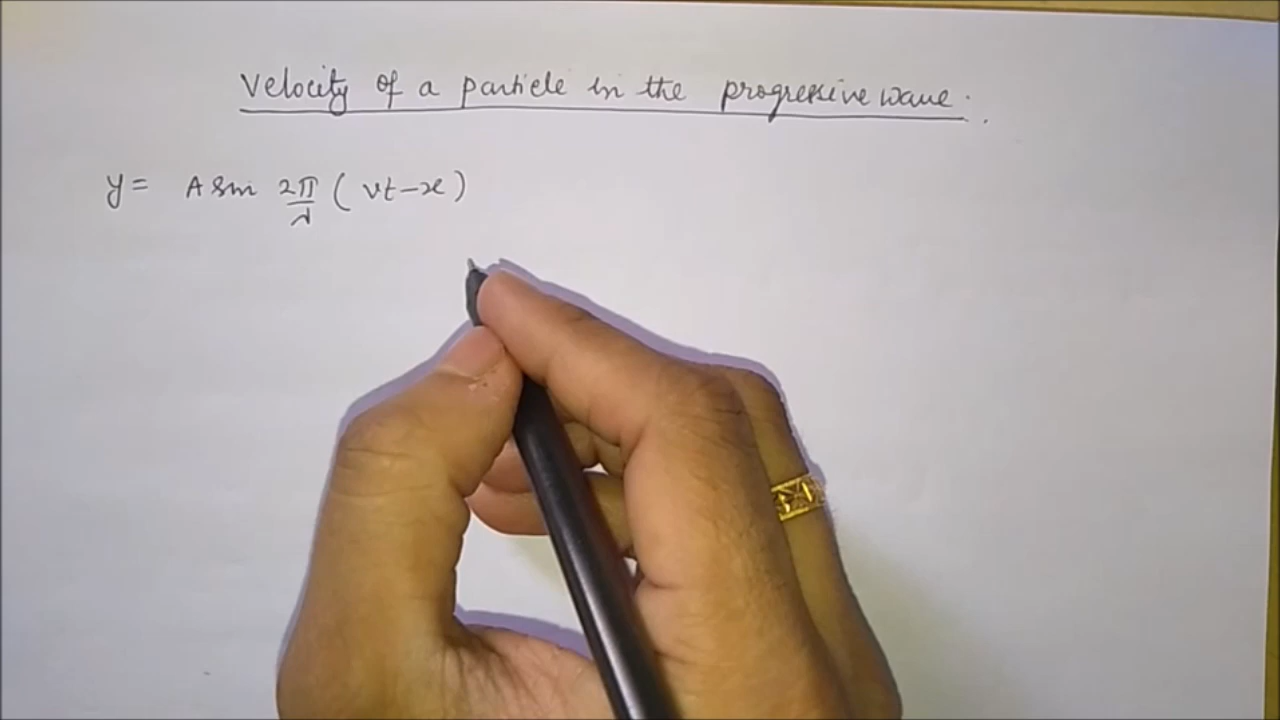 Velocity of a particle in the progressive wave.
y = A sin 2π/λ (vt-x)